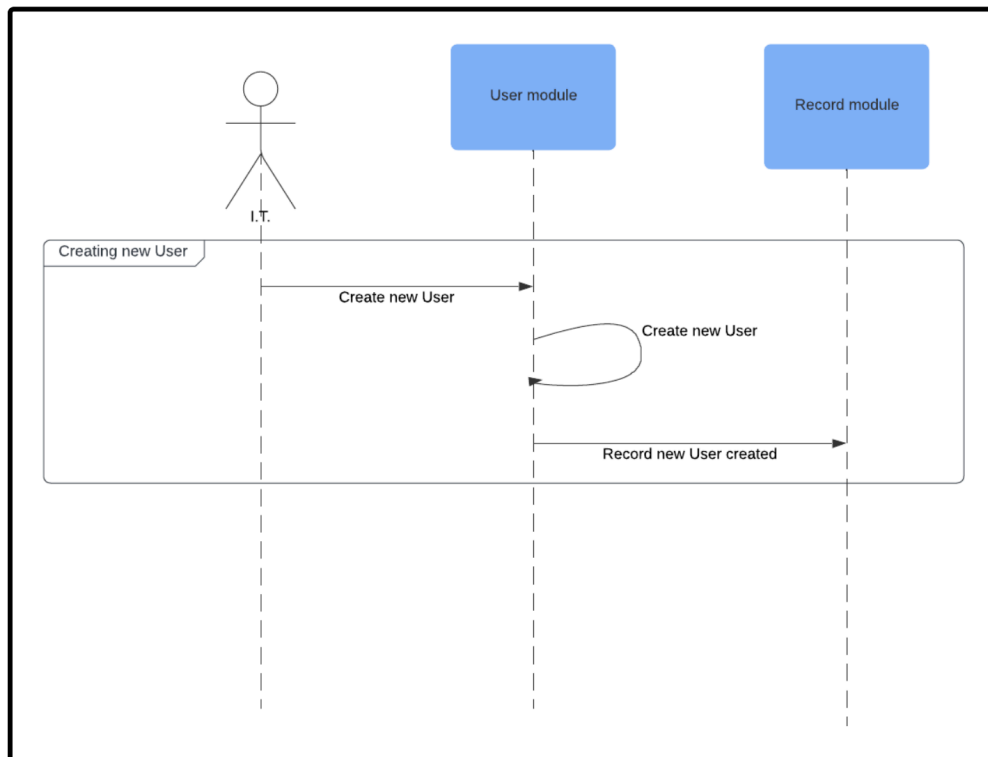 User module
Record module
I.T.
Creating new User
Create new User
Create new User
Record new User created